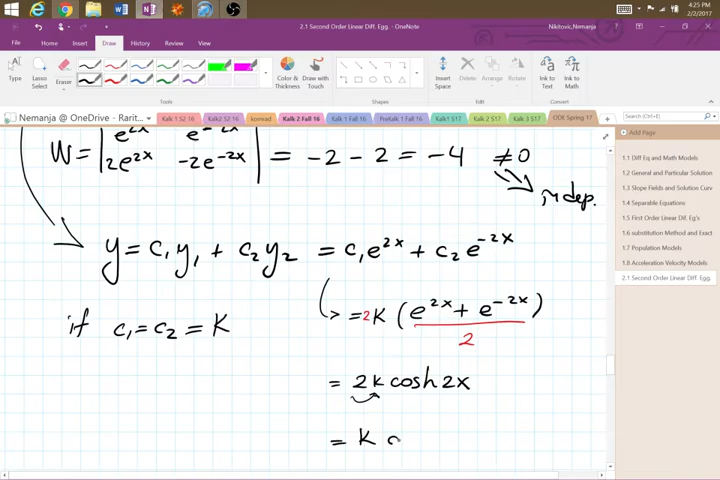 4:25 PM
2/2/2017
2.1 Second Order Linear Diff. Egg. - OneNote
Nikitovic, Nemanja
File Home Insert Draw History Review View
Type
Lasso Select
Eraser
Color & Thickness
Draw with Touch
Insert Space
Delete
Arrange
Rotate
Ink to Text
Ink to Math
Tools
Shapes
Edit
Convert
Nemanja @ OneDrive - Rarit...
Kalk 1 S2 16
KalkG S2 16
konrad
Kalk 2 Fall 16
Kalk 1 Fall 16
PreKalk 1 Fall 16
Kalk1 S17
Kalk 2 S17
Kalk 3 S17
ODE Spring 17
Search (Ctrl+E)
Add Page
1.1 Diff Eq and Math Models
1.2 General and Particular Solution
1.3 Slope Fields and Solution Curv
1.4 Separable Equations
1.5 First Order Linear Diff. Eg's
1.6 substitution Method and Exact
1.7 Population Models
1.8 Acceleration Velocity Models
2.1 Second Order Linear Diff. Egg.
W = | e^{2x} e^{-2x} |
| 2e^{2x} -2e^{-2x} | = -2 - 2 = -4 ≠ 0
indep.
y = c₁y₁ + c₂y₂ = c₁e^{2x} + c₂e^{-2x}
if c₁ = c₂ = K
= 2K (e^{2x} + e^{-2x})
2
= 2k cosh 2x
= K c